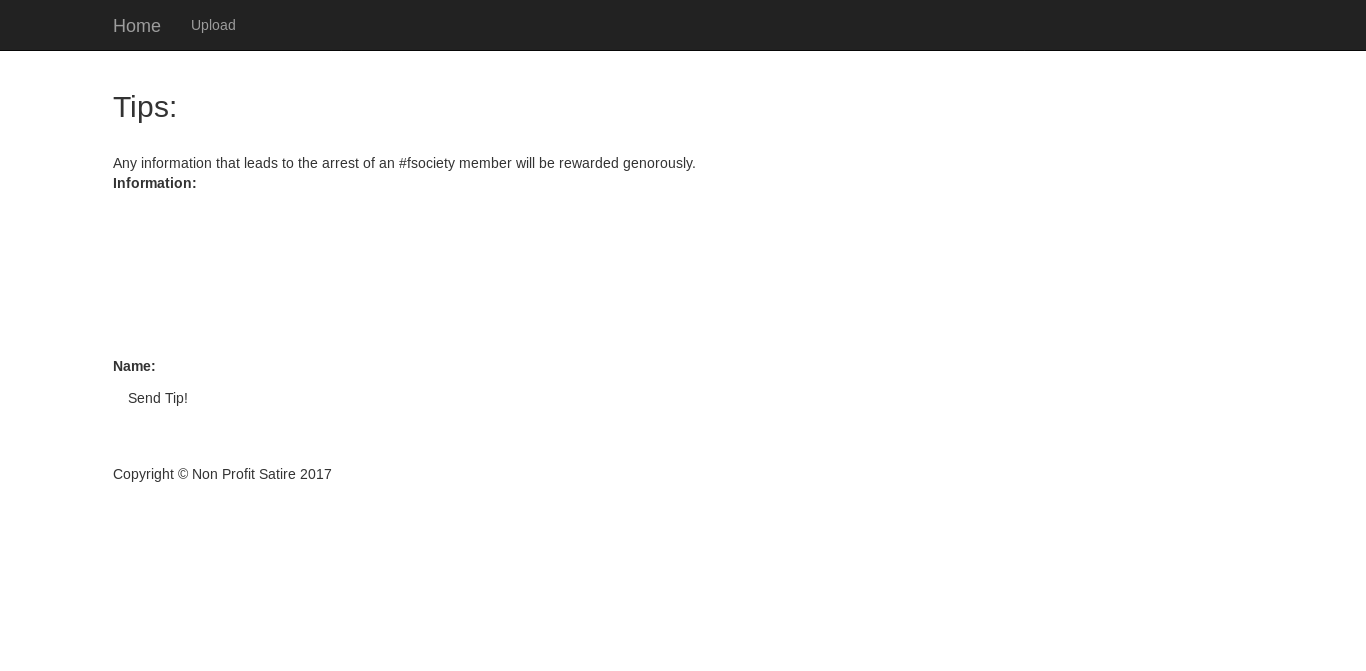 Home Upload
Tips:
Any information that leads to the arrest of an #fsociety member will be rewarded genorously.
Information:
Name:
Send Tip!
Copyright © Non Profit Satire 2017